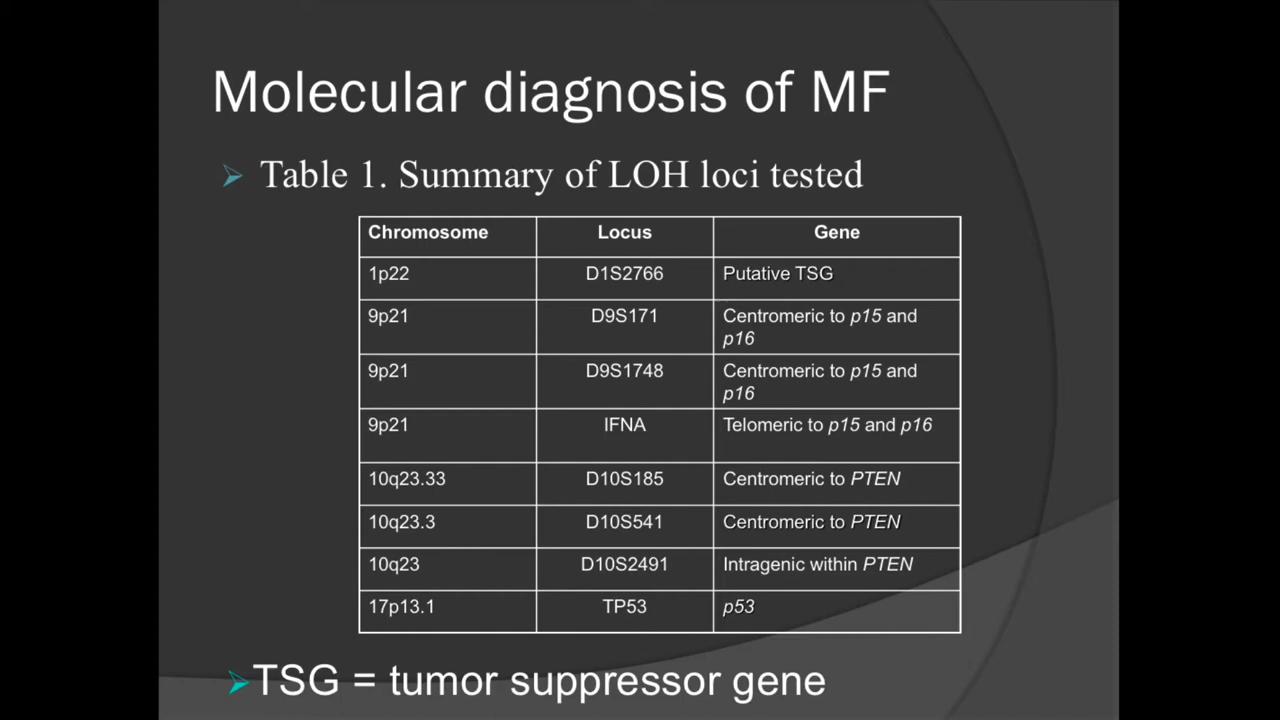 Molecular diagnosis of MF
Table 1. Summary of LOH loci tested
Chromosome Locus Gene
1p22 D1S2766 Putative TSG
9p21 D9S171 Centromeric to p15 and
p16
9p21 D9S1748 Centromeric to p15 and
p16
9p21 IFNA Telomeric to p15 and p16
10q23.33 D10S185 Centromeric to PTEN
10q23.3 D10S541 Centromeric to PTEN
10q23 D10S2491 Intragenic within PTEN
17p13.1 TP53 p53
TSG = tumor suppressor gene